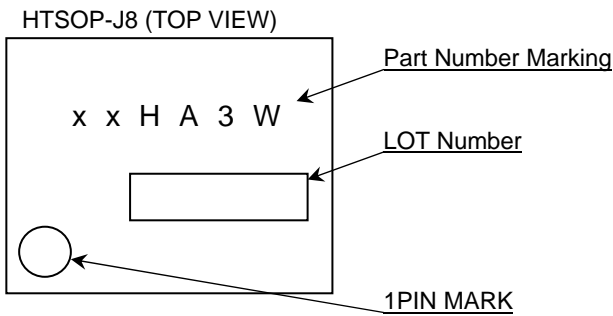 HTSOP-J8 (TOP VIEW)
Part Number Marking
x x H A 3 W
LOT Number
1PIN MARK